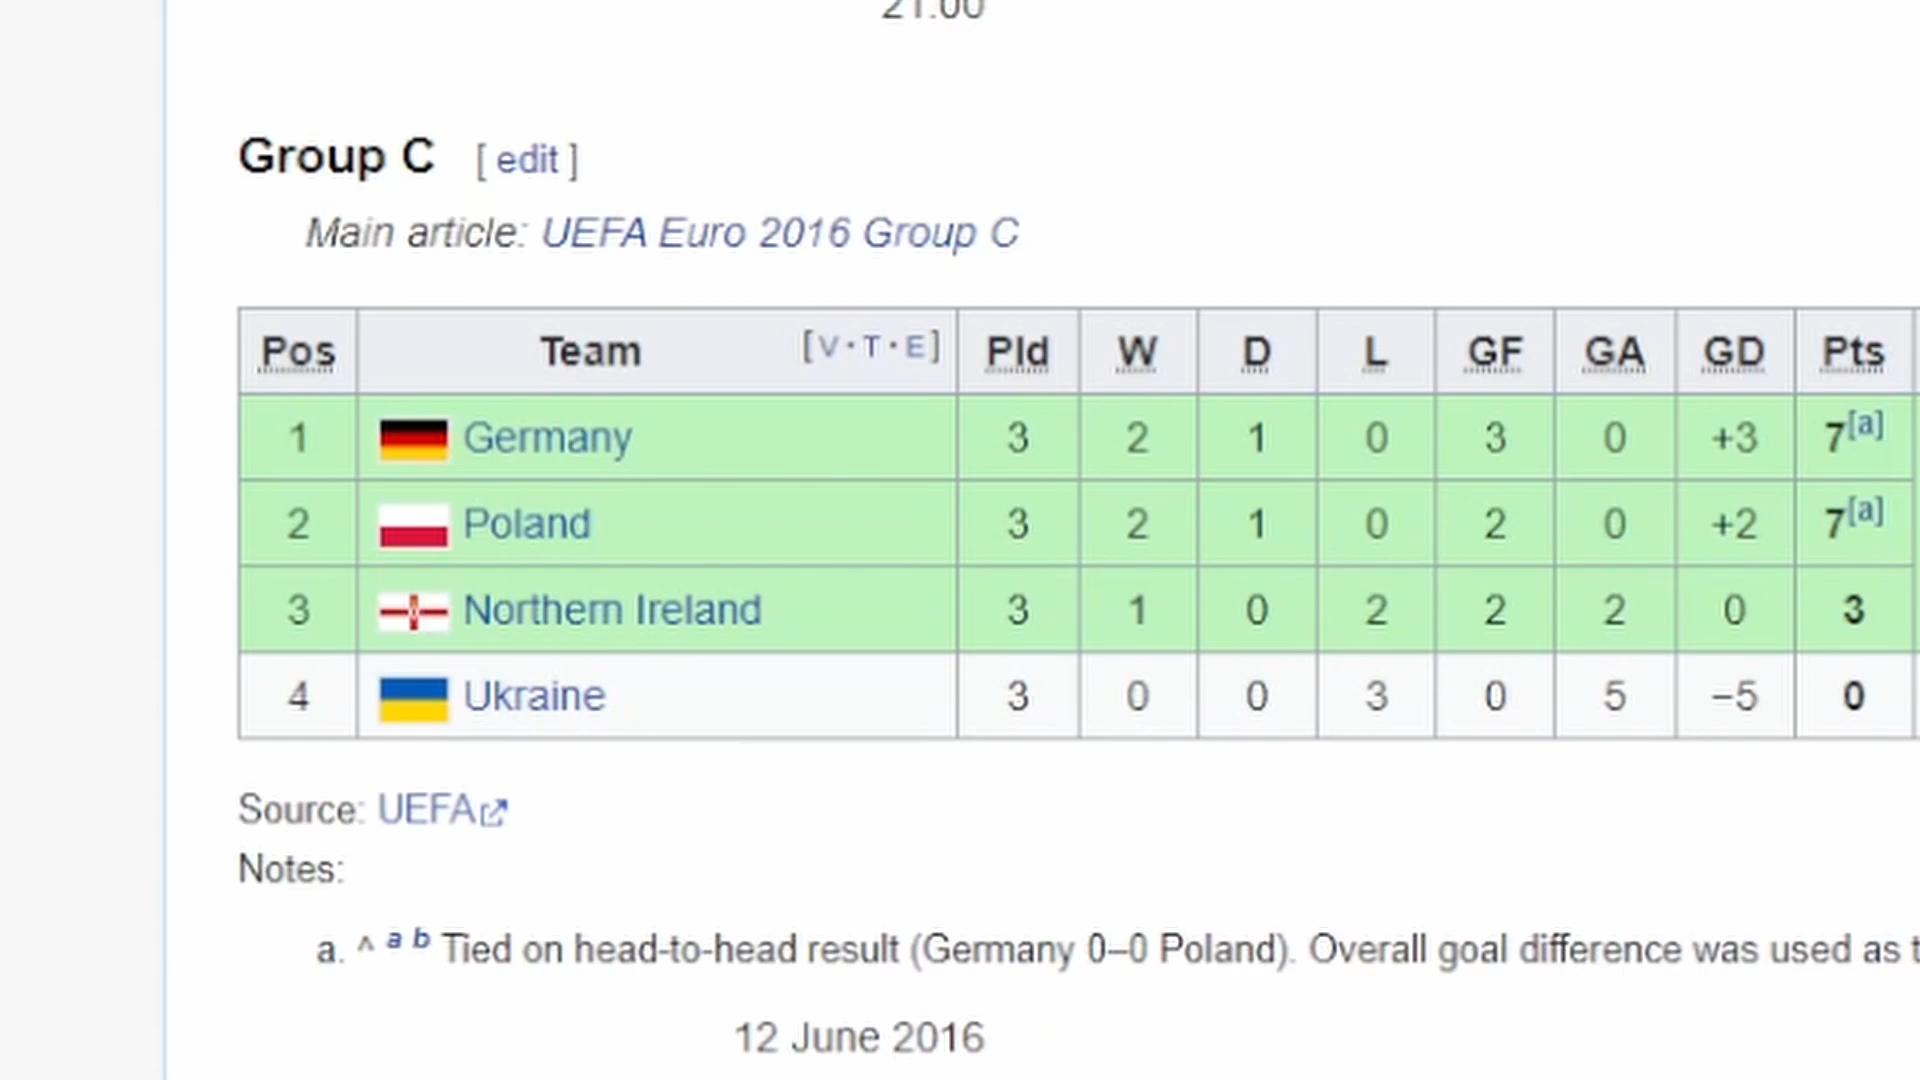 21:00
Group C [ edit ]
Main article: UEFA Euro 2016 Group C
Pos Team [V·T·E] Pld W D L GF GA GD Pts
1 Germany 3 2 1 0 3 0 +3 7[a]
2 Poland 3 2 1 0 2 0 +2 7[a]
3 Northern Ireland 3 1 0 2 2 2 0 3
4 Ukraine 3 0 0 3 0 5 −5 0
Source: UEFA
Notes:
a. ^ a b Tied on head-to-head result (Germany 0–0 Poland). Overall goal difference was used as t
12 June 2016